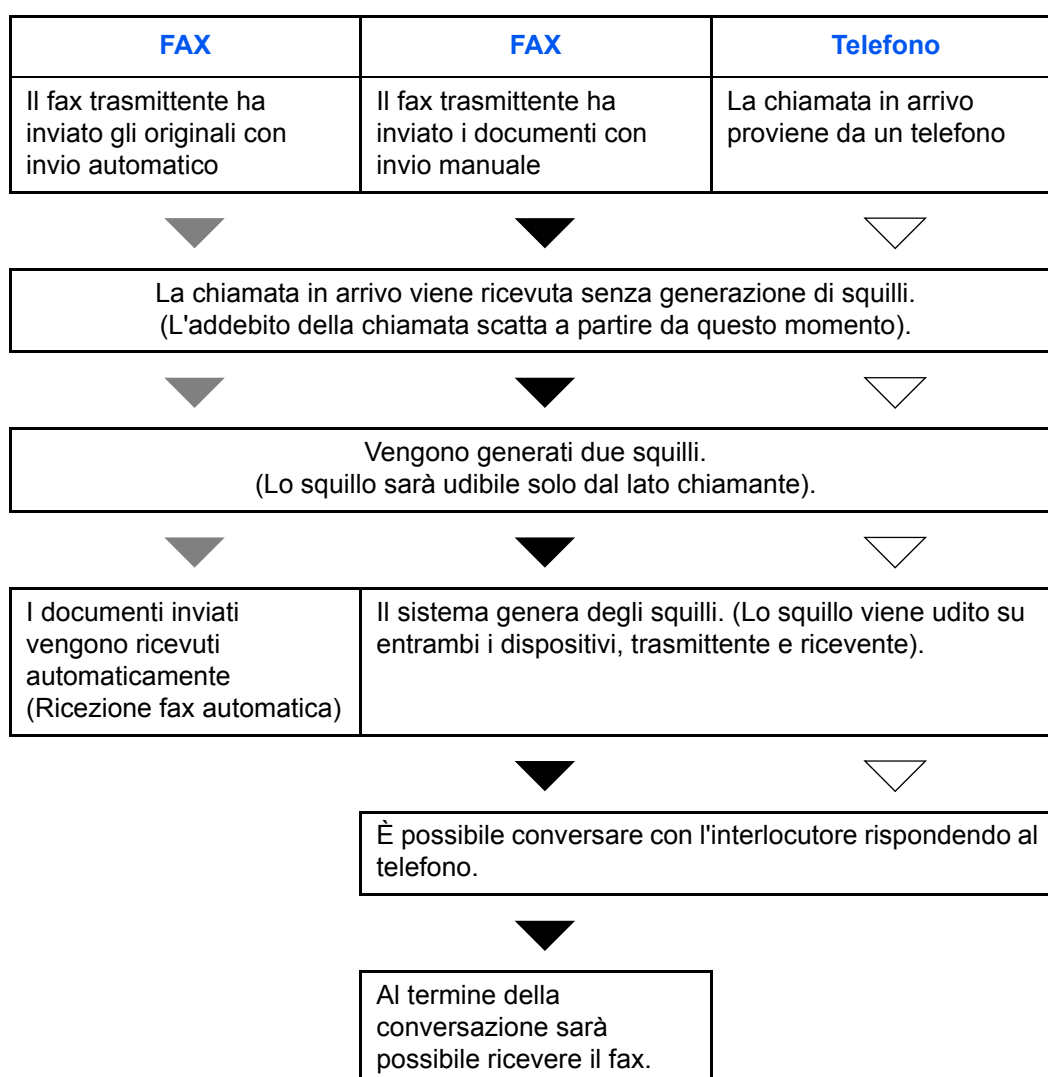 FAX
FAX
Telefono
Il fax trasmittente ha
inviato gli originali con
invio automatico
Il fax trasmittente ha
inviato i documenti con
invio manuale
La chiamata in arrivo
proviene da un telefono
La chiamata in arrivo viene ricevuta senza generazione di squilli.
(L'addebito della chiamata scatta a partire da questo momento).
Vengono generati due squilli.
(Lo squillo sarà udibile solo dal lato chiamante).
I documenti inviati
vengono ricevuti
automaticamente
(Ricezione fax automatica)
Il sistema genera degli squilli. (Lo squillo viene udito su
entrambi i dispositivi, trasmittente e ricevente).
È possibile conversare con l'interlocutore rispondendo al
telefono.
Al termine della
conversazione sarà
possibile ricevere il fax.